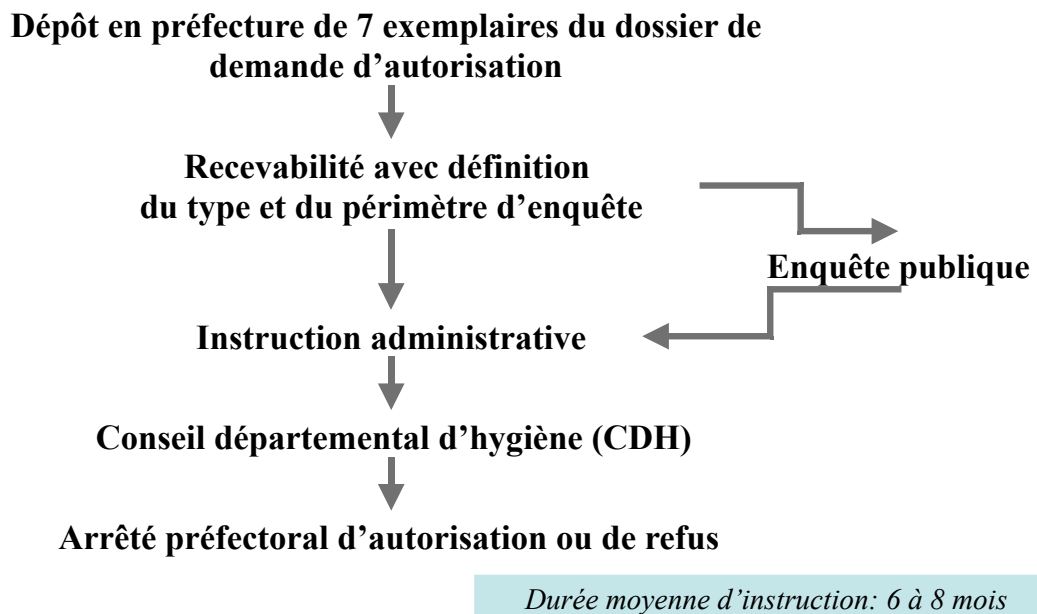 Dépôt en préfecture de 7 exemplaires du dossier de
demande d’autorisation
Recevabilité avec définition
du type et du périmètre d’enquête
Enquête publique
Instruction administrative
Conseil départemental d’hygiène (CDH)
Arrêté préfectoral d’autorisation ou de refus
Durée moyenne d’instruction: 6 à 8 mois